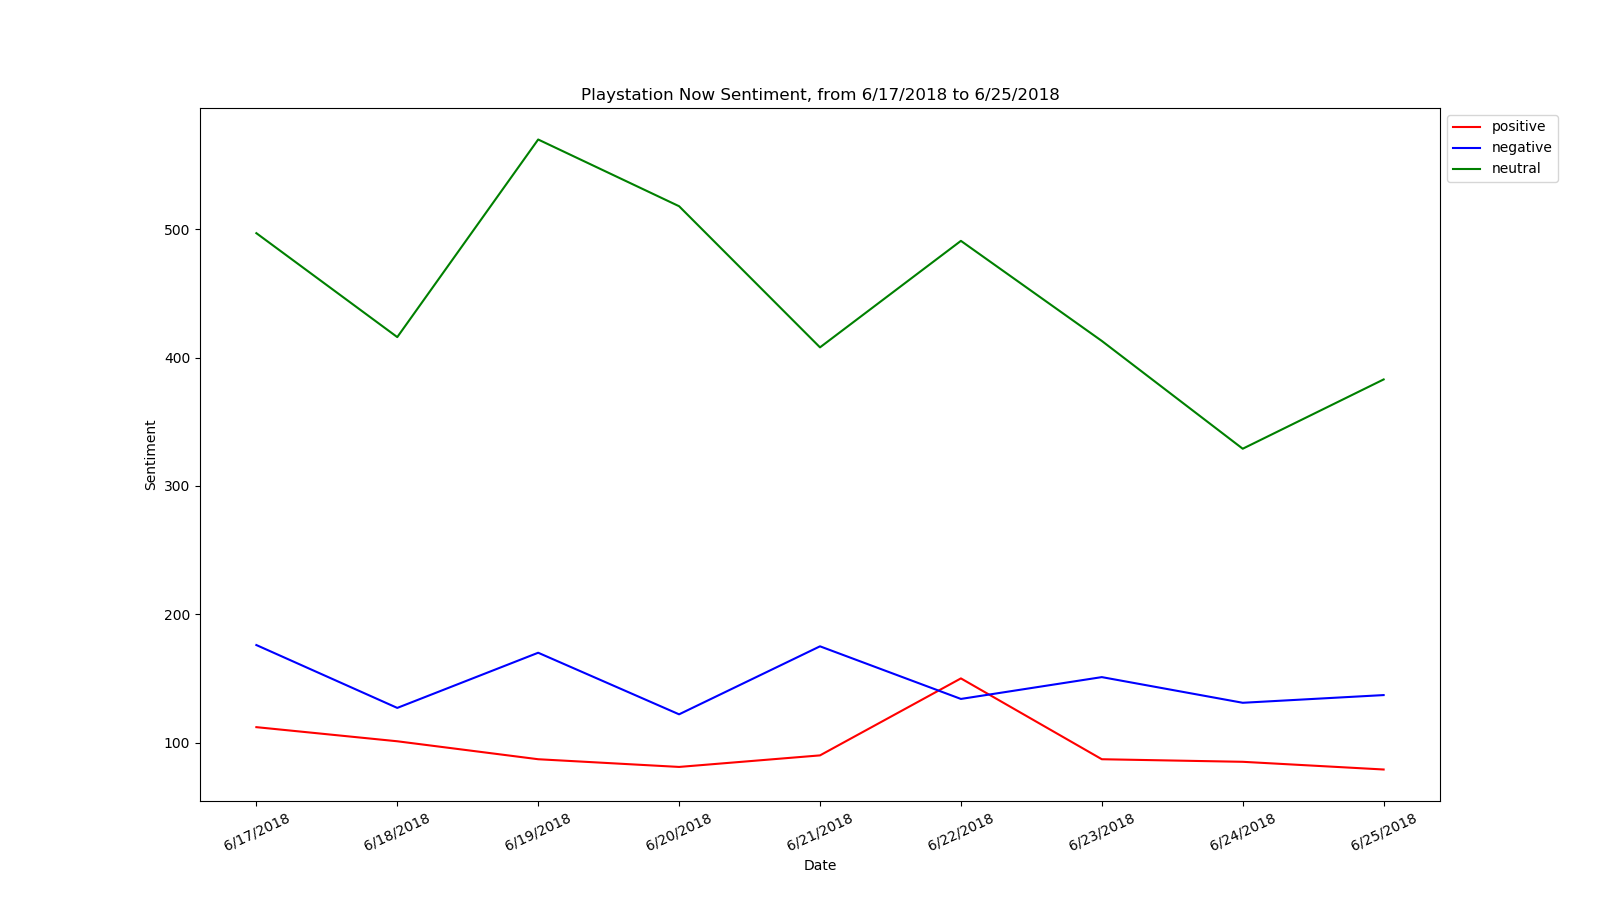 Playstation Now Sentiment, from 6/17/2018 to 6/25/2018
positive
negative
neutral
500
400
300
200
100
Sentiment
6/17/2018
6/18/2018
6/19/2018
6/20/2018
6/21/2018
6/22/2018
6/23/2018
6/24/2018
6/25/2018
Date